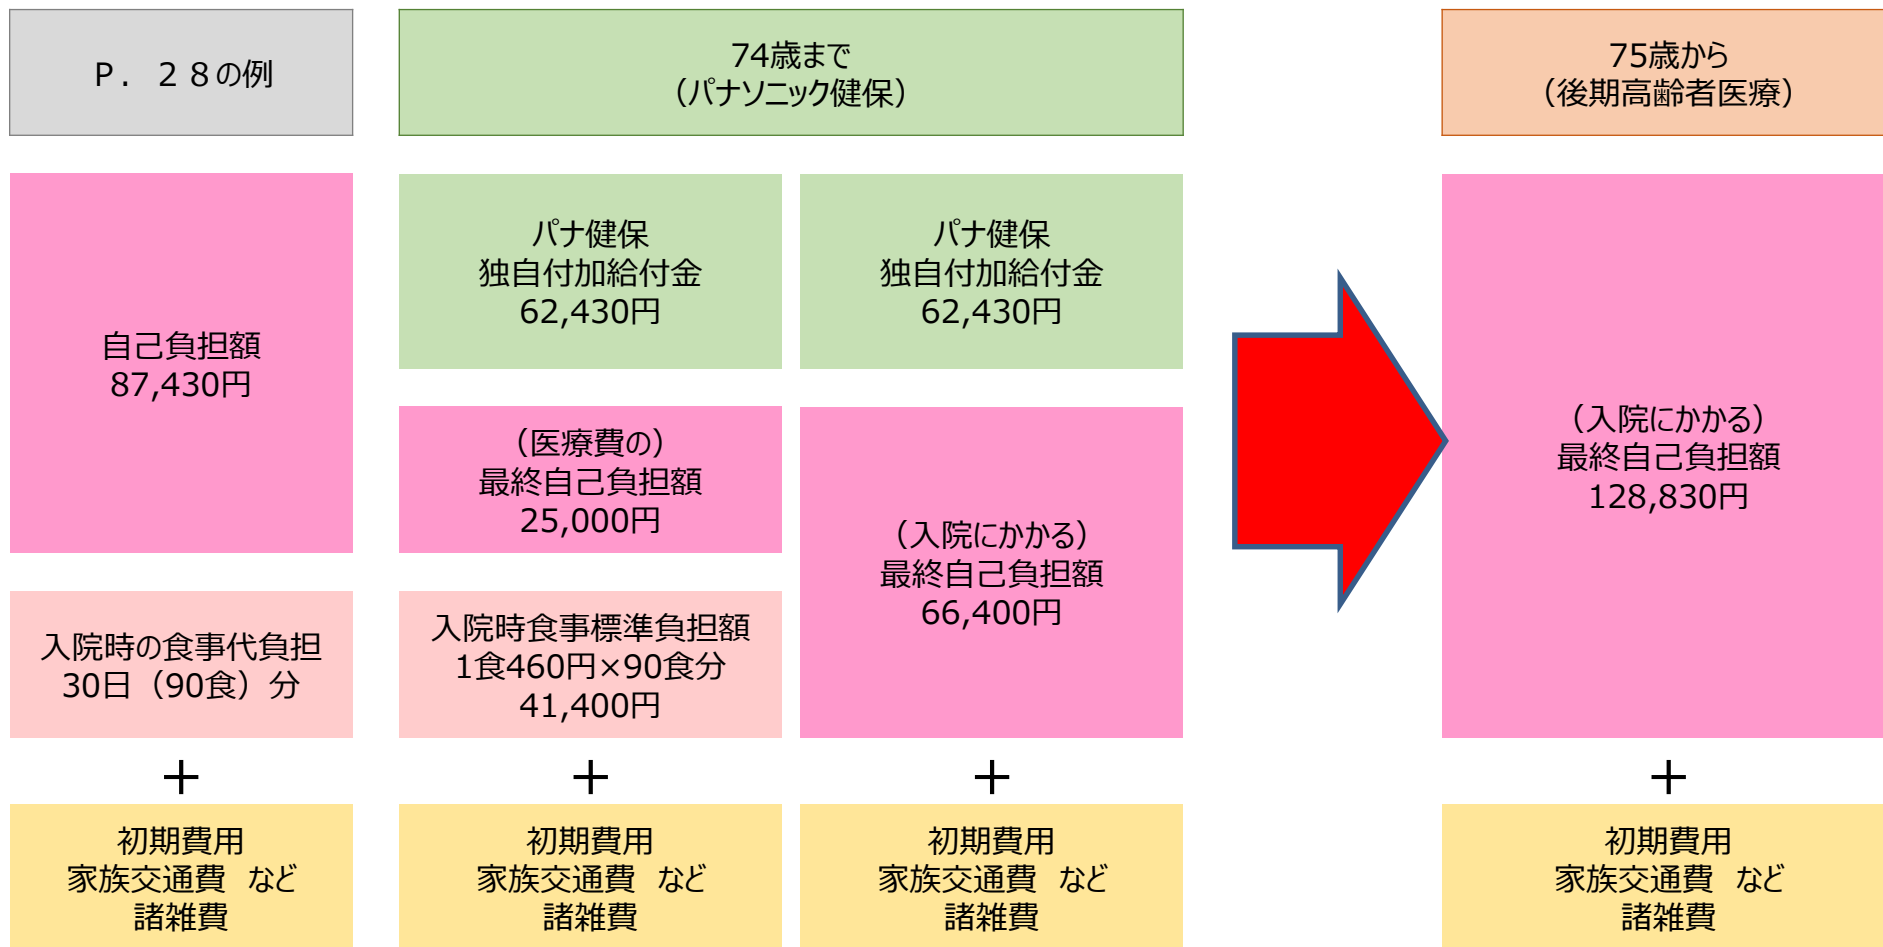 Ｐ．２８の例
74歳まで
（パナソニック健保）
75歳から
（後期高齢者医療）
自己負担額
87,430円
入院時の食事代負担
30日（90食）分
＋
初期費用
家族交通費　など
諸雑費
パナ健保
独自付加給付金
62,430円
（医療費の）
最終自己負担額
25,000円
入院時食事標準負担額
1食460円×90食分
41,400円
＋
初期費用
家族交通費　など
諸雑費
パナ健保
独自付加給付金
62,430円
（入院にかかる）
最終自己負担額
66,400円
＋
初期費用
家族交通費　など
諸雑費
（入院にかかる）
最終自己負担額
128,830円
＋
初期費用
家族交通費　など
諸雑費